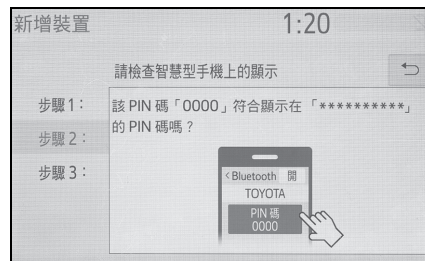 新增裝置
1:20
請檢查智慧型手機上的顯示
步驟1：
步驟2：
步驟3：
該 PIN 碼「0000」符合顯示在「**********」
的 PIN 碼嗎？
<Bluetooth 開
TOYOTA
PIN 碼
0000